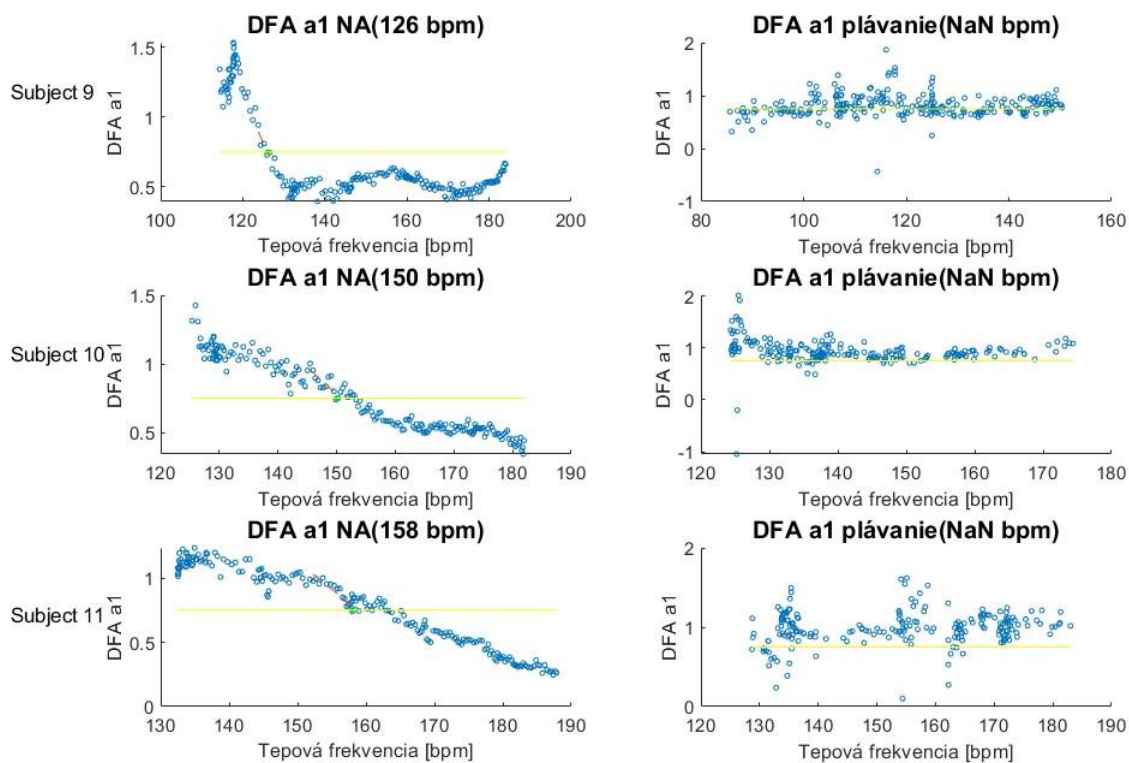 DFA a1 NA(126 bpm)
DFA a1 plávanie(NaN bpm)
Subject 9
DFA a1
1.5
1
0.5
100 120 140 160 180 200
Tepová frekvencia [bpm]
DFA a1
2
1
0
-1
80 100 120 140 160
Tepová frekvencia [bpm]
DFA a1 NA(150 bpm)
DFA a1 plávanie(NaN bpm)
Subject 10
DFA a1
1.5
1
0.5
120 130 140 150 160 170 180 190
Tepová frekvencia [bpm]
DFA a1
2
1
0
-1
120 130 140 150 160 170 180
Tepová frekvencia [bpm]
DFA a1 NA(158 bpm)
DFA a1 plávanie(NaN bpm)
Subject 11
DFA a1
1
0.5
0
130 140 150 160 170 180 190
Tepová frekvencia [bpm]
DFA a1
2
1
0
120 130 140 150 160 170 180 190
Tepová frekvencia [bpm]